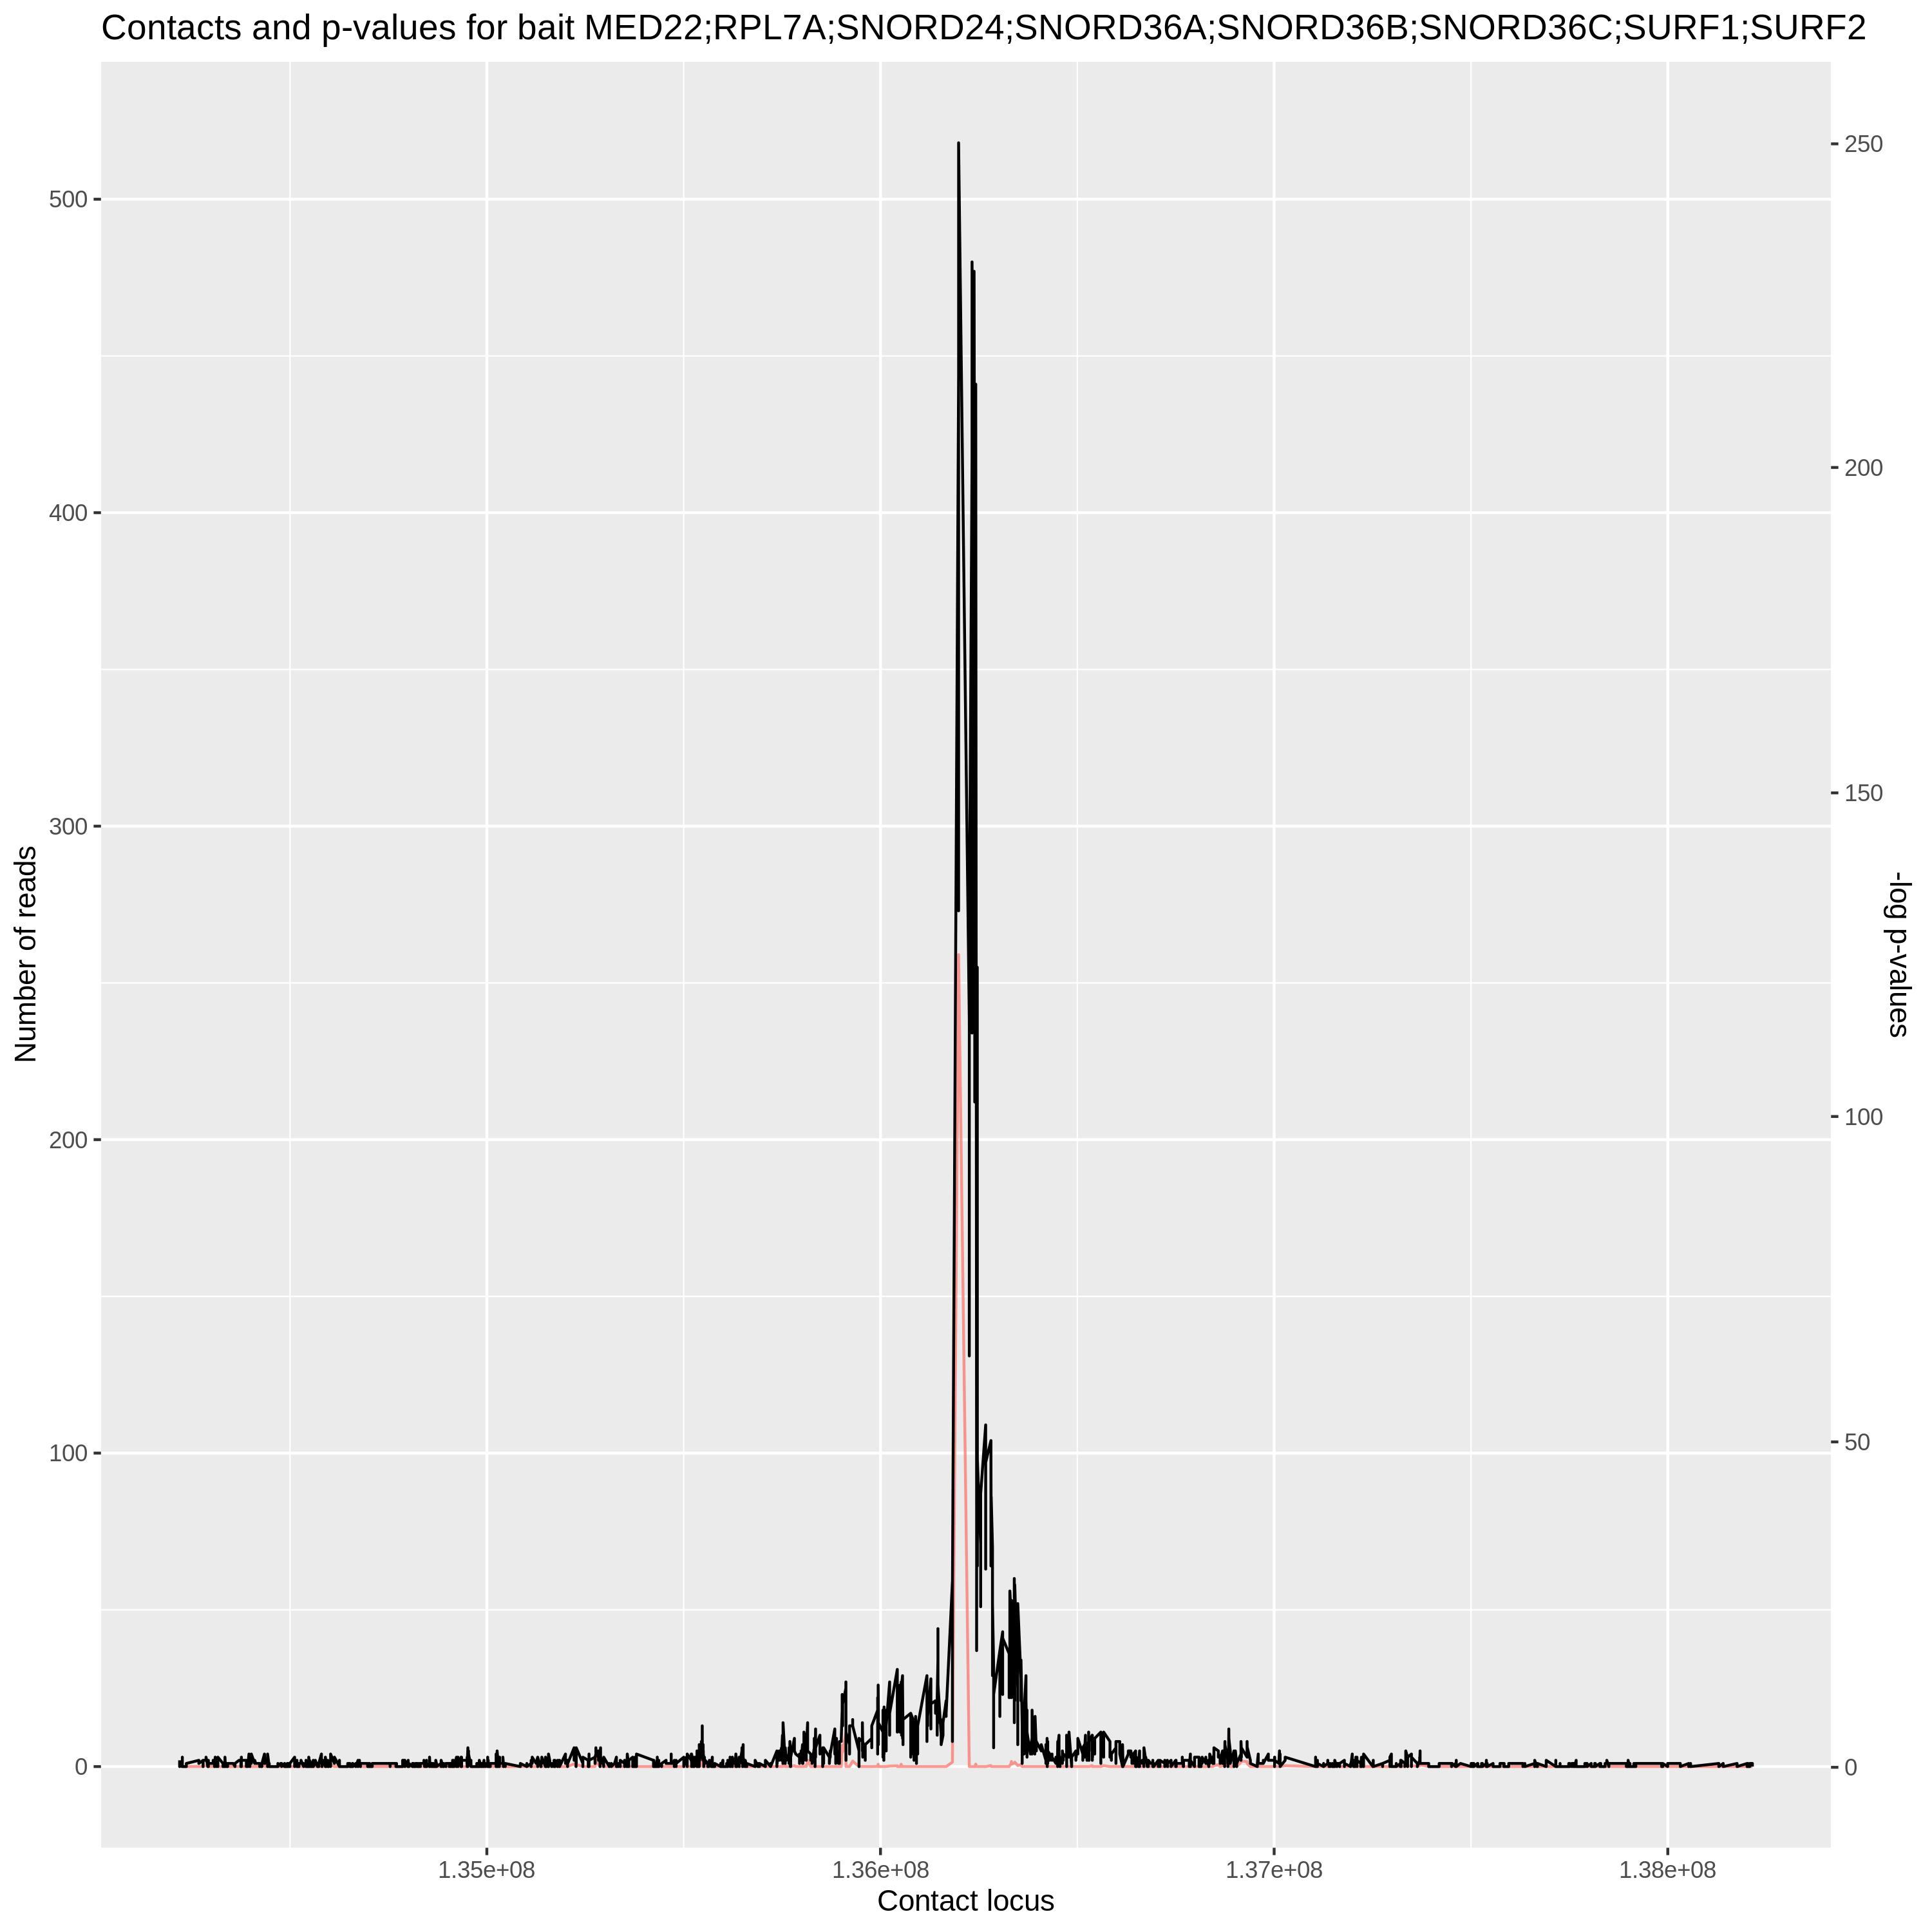 Contacts and p-values for bait MED22;RPL7A;SNORD24;SNORD36A;SNORD36B;SNORD36C;SURF1;SURF2
500
400
300
200
100
0
Number of reads
250
200
150
100
50
0
-log p-values
1.35e+08
1.36e+08
1.37e+08
1.38e+08
Contact locus